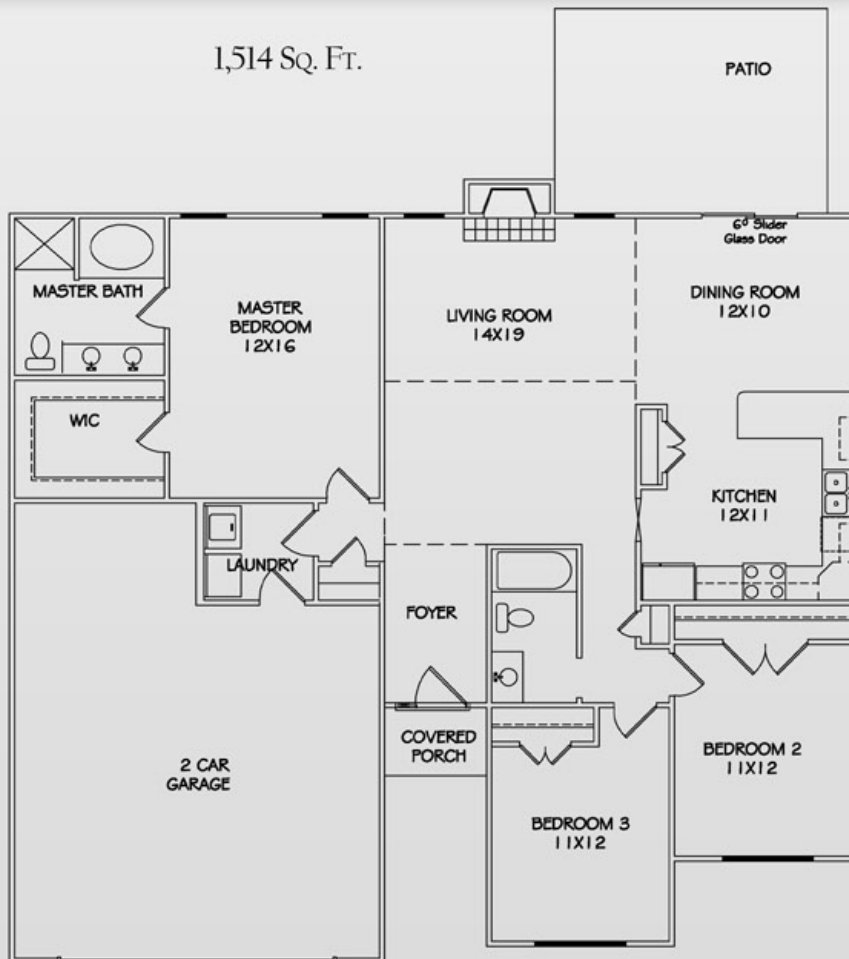 1,514 Sq. Ft.
PATIO
6⁰ Slider
Glass Door
MASTER BATH
MASTER
BEDROOM
12X16
LIVING ROOM
14X19
DINING ROOM
12X10
WIC
KITCHEN
12X11
LAUNDRY
FOYER
COVERED
PORCH
2 CAR
GARAGE
BEDROOM 2
11X12
BEDROOM 3
11X12